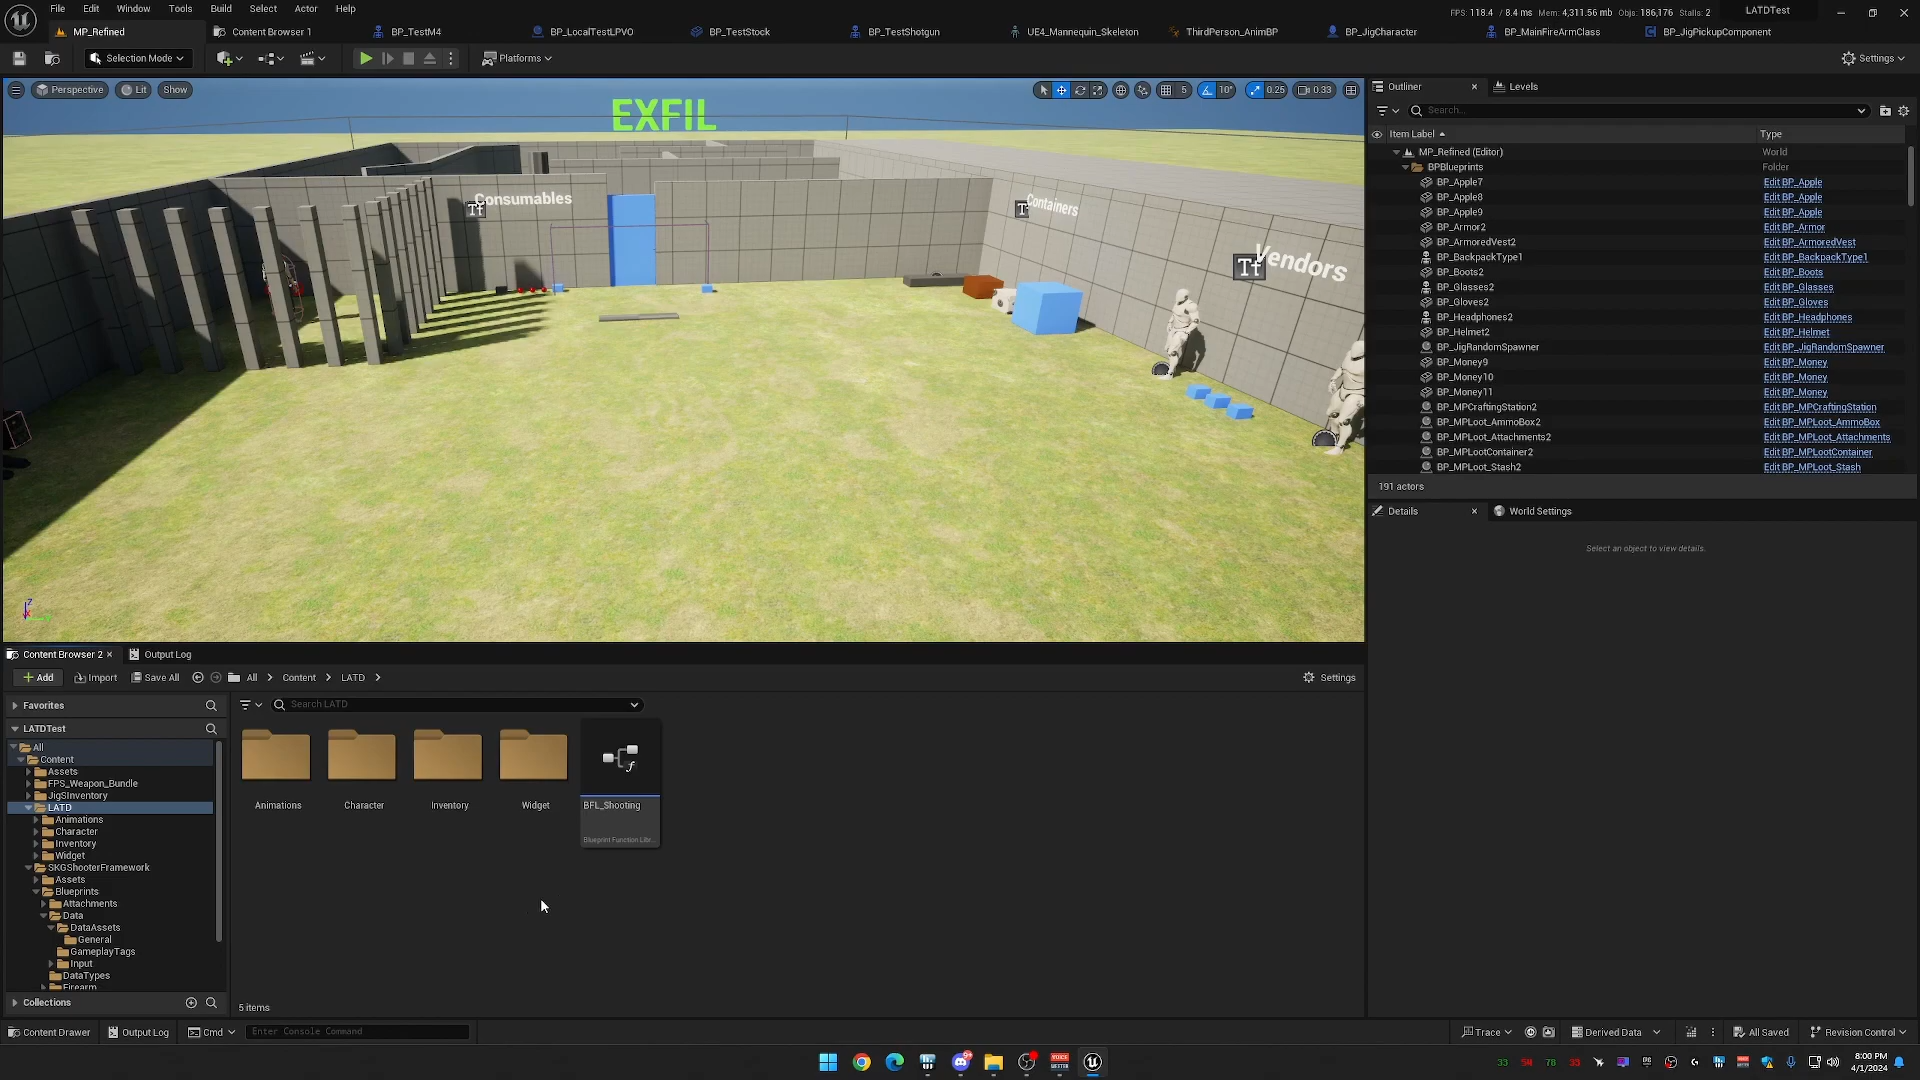 File Edit Window Tools Build Select Actor Help
FPS: 118.4 / 8.4 ms Mem: 4,311.56 mb Objs: 186,176 Stalls: 2
LATDTest
MP_Refined
Content Browser 1
BP_TestM4
BP_LocalTestLPVO
BP_TestStock
BP_TestShotgun
UE4_Mannequin_Skeleton
ThirdPerson_AnimBP
BP_JigCharacter
BP_MainFireArmClass
BP_JigPickupComponent
Selection Mode
Platforms
Settings
Perspective
Lit
Show
5
10°
0.25
0.33
EXFIL
Consumables
Containers
Vendors
Outliner
Levels
Search...
Item Label
Type
MP_Refined (Editor) World
BPBlueprints Folder
BP_Apple7 Edit BP_Apple
BP_Apple8 Edit BP_Apple
BP_Apple9 Edit BP_Apple
BP_Armor2 Edit BP_Armor
BP_ArmoredVest2 Edit BP_ArmoredVest
BP_BackpackType1 Edit BP_BackpackType1
BP_Boots2 Edit BP_Boots
BP_Glasses2 Edit BP_Glasses
BP_Gloves2 Edit BP_Gloves
BP_Headphones2 Edit BP_Headphones
BP_Helmet2 Edit BP_Helmet
BP_JigRandomSpawner Edit BP_JigRandomSpawner
BP_Money9 Edit BP_Money
BP_Money10 Edit BP_Money
BP_Money11 Edit BP_Money
BP_MPCraftingStation2 Edit BP_MPCraftingStation
BP_MPLoot_AmmoBox2 Edit BP_MPLoot_AmmoBox
BP_MPLoot_Attachments2 Edit BP_MPLoot_Attachments
BP_MPLootContainer2 Edit BP_MPLootContainer
BP_MPLoot_Stash2 Edit BP_MPLoot_Stash
191 actors
Details
World Settings
Select an object to view details.
Content Browser 2
Output Log
Add
Import
Save All
All
Content
LATD
Settings
Favorites
LATDTest
All
Content
Assets
FPS_Weapon_Bundle
JigSInventory
LATD
Animations
Character
Inventory
Widget
SKGShooterFramework
Assets
Blueprints
Attachments
Data
DataAssets
General
GameplayTags
Input
DataTypes
Firearm
Collections
Search LATD
Animations
Character
Inventory
Widget
BFL_Shooting
Blueprint Function Libr...
5 items
Content Drawer
Output Log
Cmd
Enter Console Command
Trace
Derived Data
All Saved
Revision Control
8:00 PM
4/1/2024